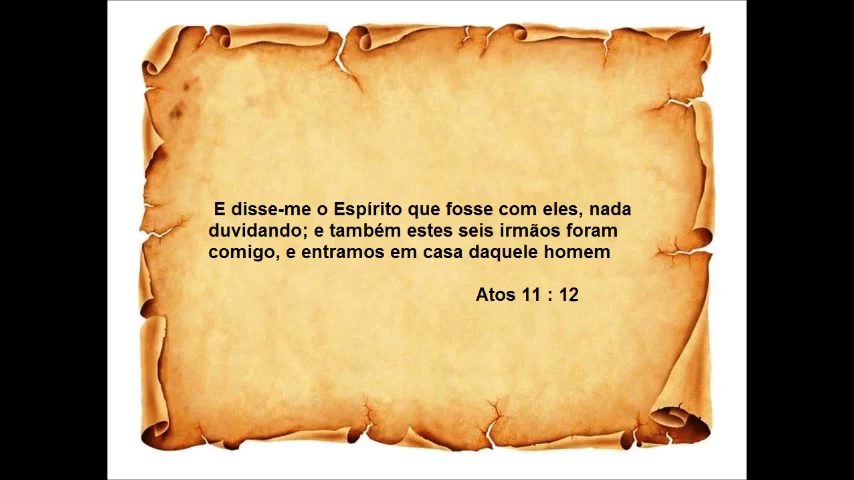 E disse-me o Espírito que fosse com eles, nada
duvidando; e também estes seis irmãos foram
comigo, e entramos em casa daquele homem
Atos 11 : 12